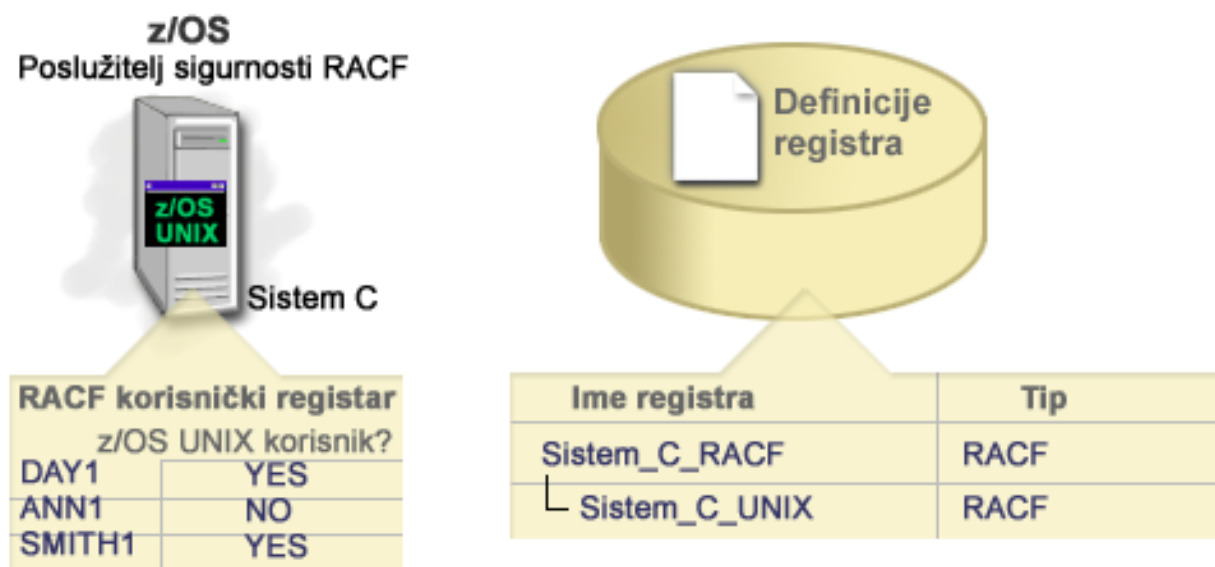 z/OS
Poslužitelj sigurnosti RACF
z/OS
UNIX
Sistem C
RACF korisnički registar
z/OS UNIX korisnik?
DAY1 YES
ANN1 NO
SMITH1 YES
Definicije
registra
Ime registra Tip
Sistem_C_RACF RACF
Sistem_C_UNIX RACF